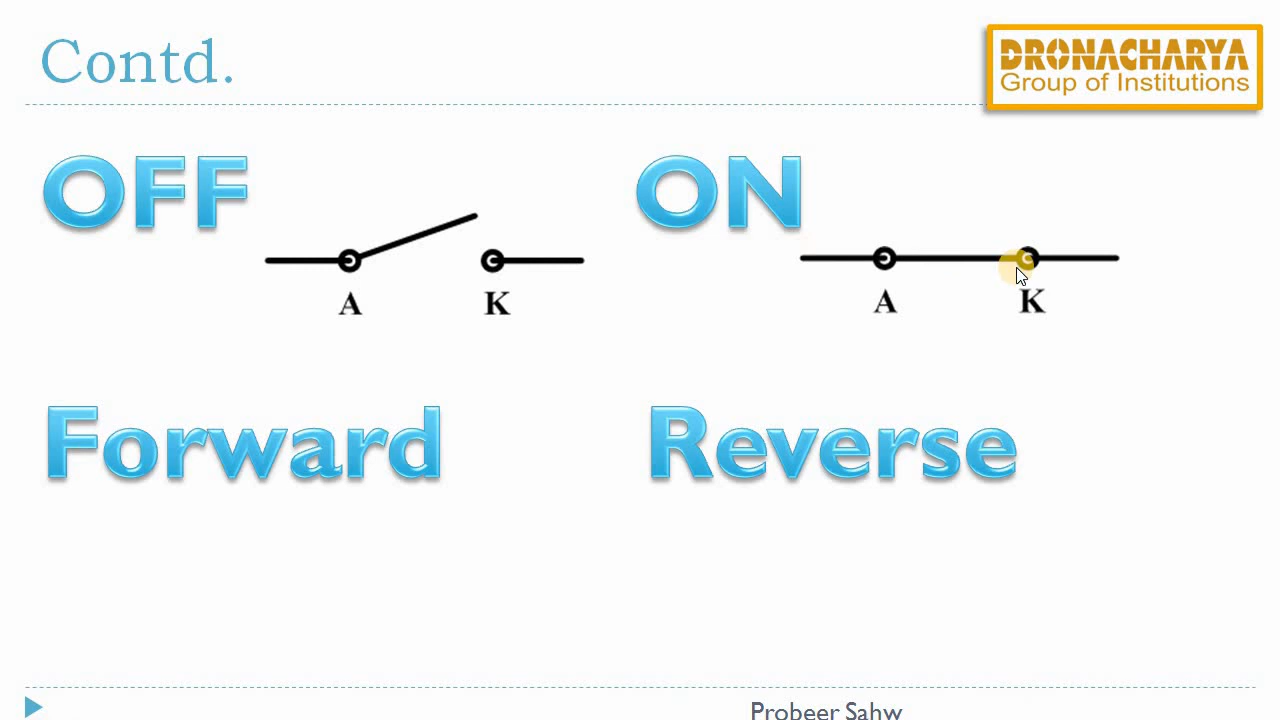 Contd.
DRONACHARYA
Group of Institutions
OFF
ON
A
K
A
K
Forward
Reverse
Probeer Sahw